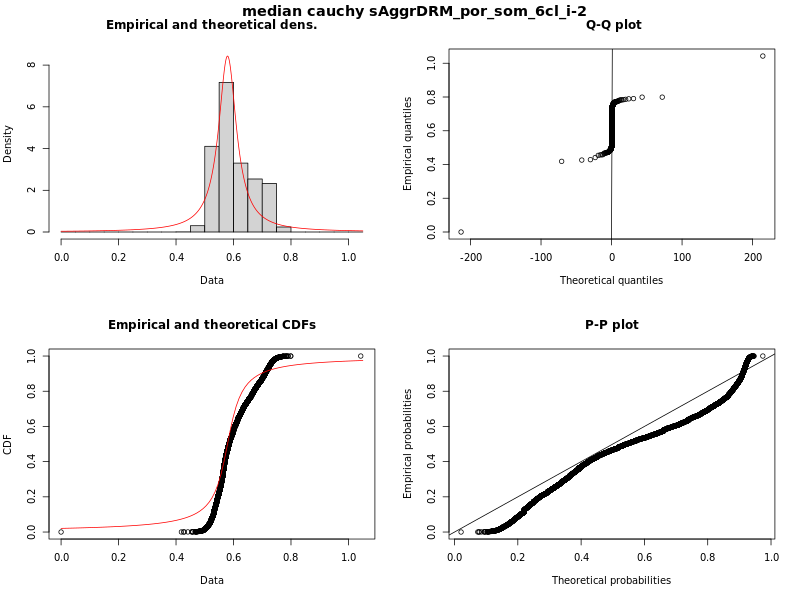 median cauchy sAggrDRM_por_som_6cl_i-2
Empirical and theoretical dens.
Density
0 2 4 6 8
0.0 0.2 0.4 0.6 0.8 1.0
Data
Q-Q plot
Empirical quantiles
0.0 0.2 0.4 0.6 0.8 1.0
-200 -100 0 100 200
Theoretical quantiles
Empirical and theoretical CDFs
CDF
0.0 0.2 0.4 0.6 0.8 1.0
0.0 0.2 0.4 0.6 0.8 1.0
Data
P-P plot
Empirical probabilities
0.0 0.2 0.4 0.6 0.8 1.0
0.0 0.2 0.4 0.6 0.8 1.0
Theoretical probabilities